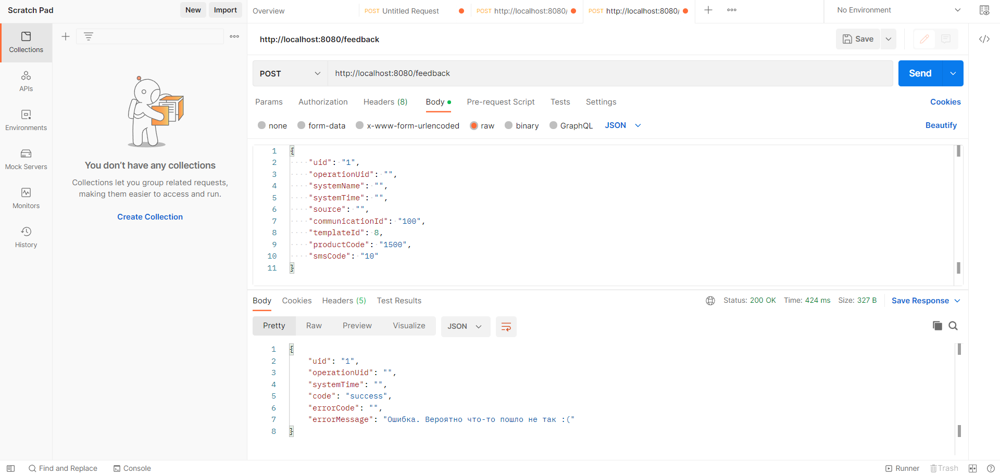 Scratch Pad
New
Import
Overview
POST Untitled Request
POST http://localhost:8080/
POST http://localhost:8080/
No Environment
Collections
APIs
Environments
Mock Servers
Monitors
History
You don’t have any collections
Collections let you group related requests,
making them easier to access and run.
Create Collection
http://localhost:8080/feedback
Save
POST
http://localhost:8080/feedback
Send
Params Authorization Headers (8) Body Pre-request Script Tests Settings Cookies
none form-data x-www-form-urlencoded raw binary GraphQL JSON Beautify
1 {
2 "uid": "1",
3 "operationUid": "",
4 "systemName": "",
5 "systemTime": "",
6 "source": "",
7 "communicationId": "100",
8 "templateId": 8,
9 "productCode": "1500",
10 "smsCode": "10"
11 }
Body Cookies Headers (5) Test Results Status: 200 OK Time: 424 ms Size: 327 B Save Response
Pretty Raw Preview Visualize JSON
1 {
2 "uid": "1",
3 "operationUid": "",
4 "systemTime": "",
5 "code": "success",
6 "errorCode": "",
7 "errorMessage": "Ошибка. Вероятно что-то пошло не так :("
8 }
Find and Replace Console Runner Trash